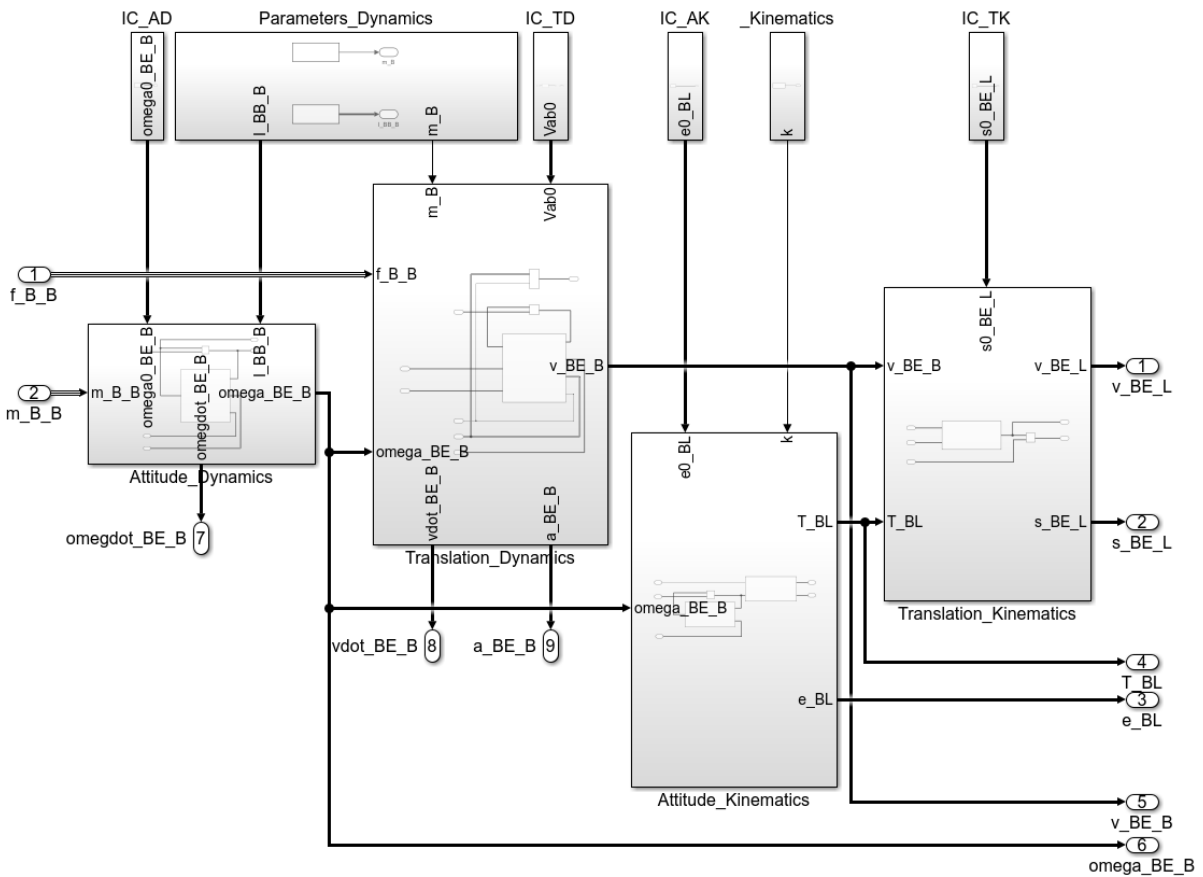 IC_AD
Parameters_Dynamics
IC_TD
IC_AK
_Kinematics
IC_TK
omega0_BE_B
I_BB_B
m_B
I_BB_B
m_B
Vab0
e0_BL
k
s0_BE_L
m_B
Vab0
1
f_B_B
f_B_B
s0_BE_L
2
m_B_B
m_B_B
omega0_BE_B
I_BB_B
omegdot_BE_B
omega_BE_B
Attitude_Dynamics
v_BE_B
omega_BE_B
vdot_BE_B
a_BE_B
Translation_Dynamics
v_BE_B
v_BE_L
1
v_BE_L
e0_BL
k
T_BL
T_BL
s_BE_L
2
s_BE_L
omegdot_BE_B
7
omega_BE_B
Translation_Kinematics
vdot_BE_B
8
a_BE_B
9
4
T_BL
e_BL
3
e_BL
Attitude_Kinematics
5
v_BE_B
6
omega_BE_B